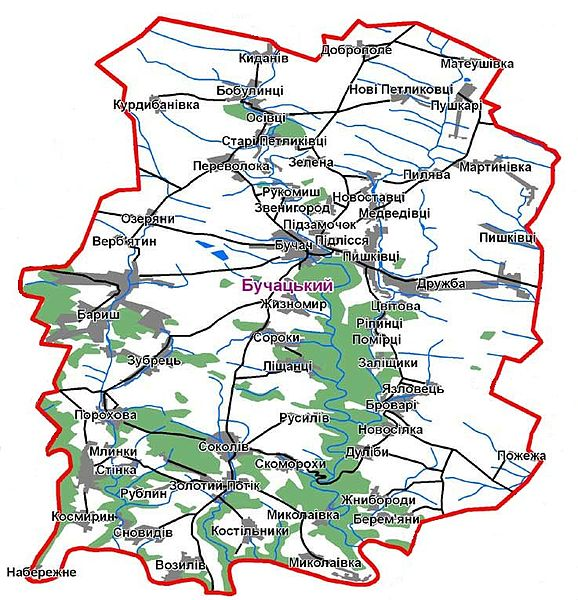 Доброполе
Киданів
Матеушівка
Бобулинці
Нові Петликовці
Курдибанівка
Пушкарі
Осівці
Старі Петликівці
Зелена
Переволока
Мартинівка
Пилява
Рукомиш
Новоставці
Звенигород
Медведівці
Озеряни
Підзамочок
Пишківці
Вербятин
Бучач
Підлісся
Пишківці
Бучацький
Дружба
Жизномир
Цвітова
Бариш
Ріпинці
Сороки
Помірці
Зубрець
Піщанці
Заліщики
Язловець
Броварі
Порохова
Русилів
Новосілка
Соколів
Млинки
Дуліби
Пожежа
Стінка
Скоморохи
Золотий Потік
Рублин
Жнибороди
Космирин
Миколаівка
Берем'яни
Сновидів
Костільники
Возилів
Миколаівка
Набережне